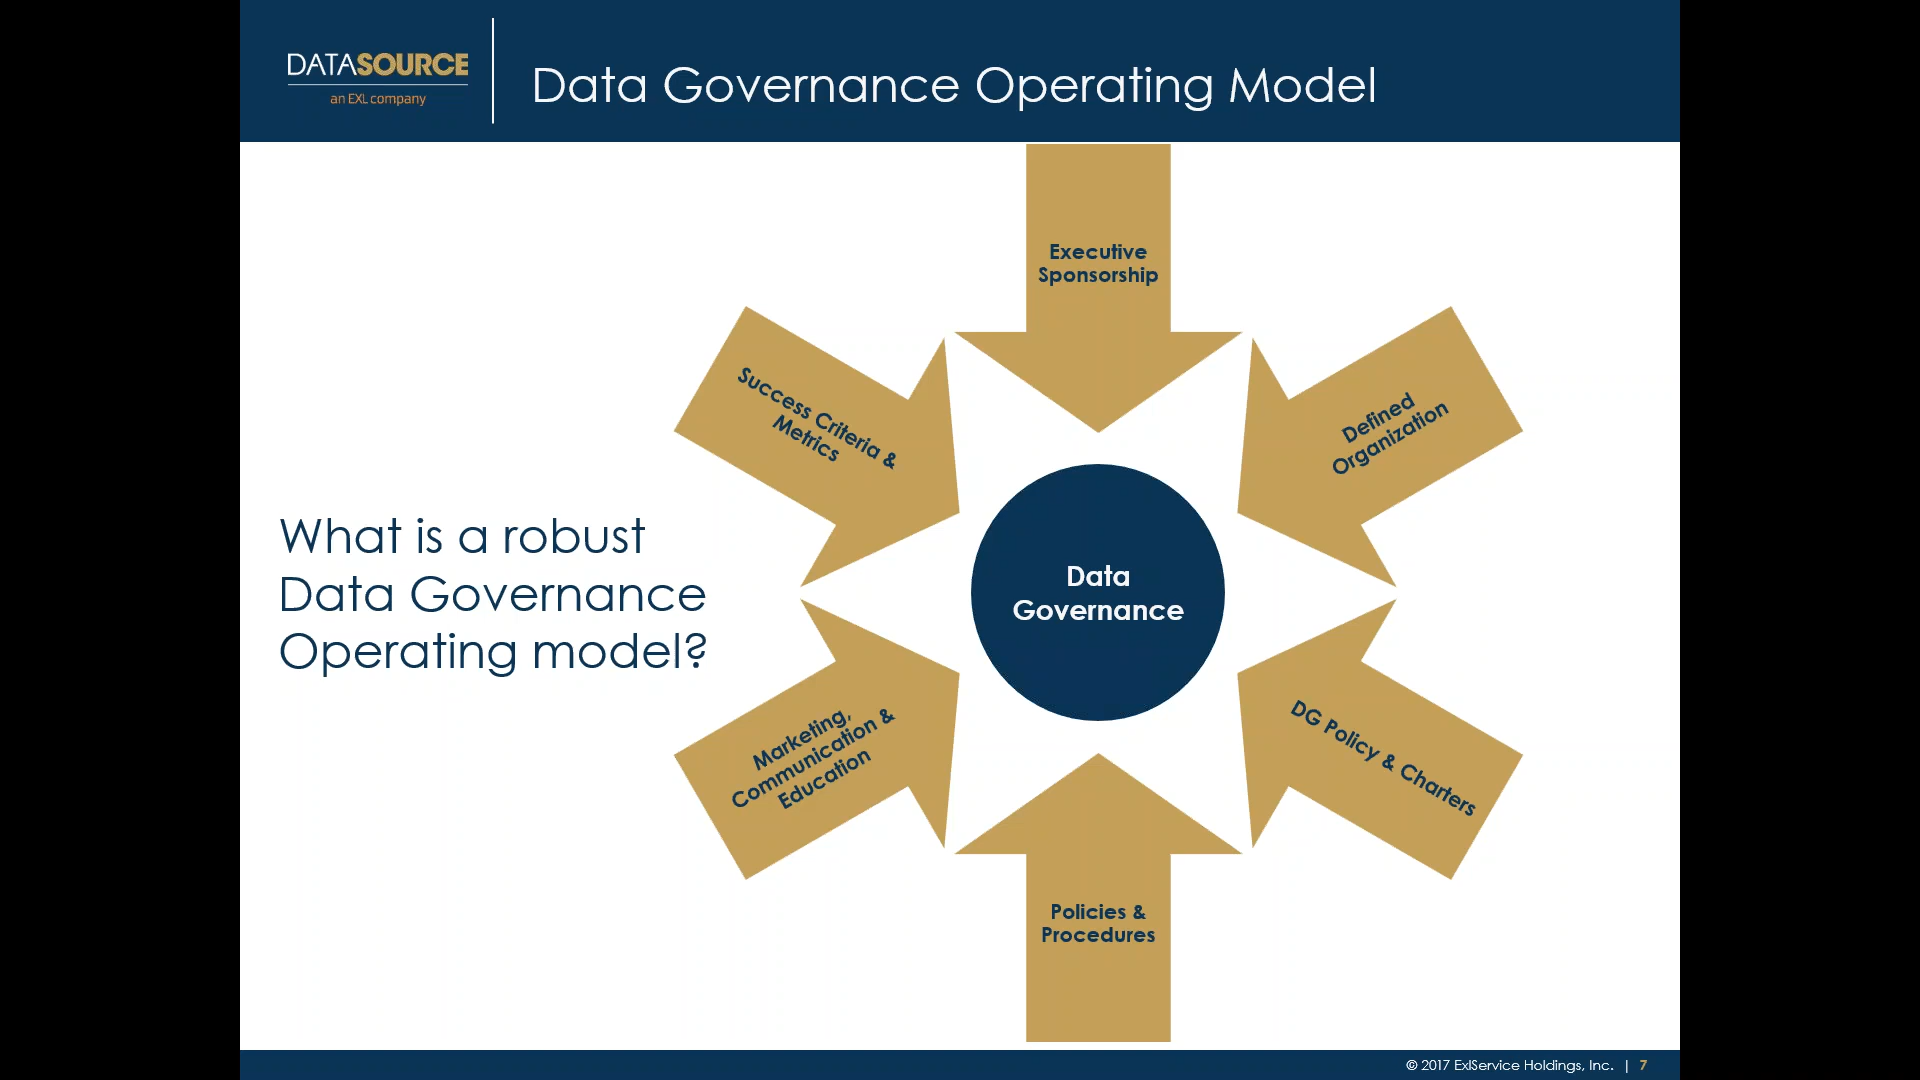 DATASOURCE
an EXL company
Data Governance Operating Model
Executive
Sponsorship
Success Criteria &
Metrics
Defined
Organization
What is a robust
Data Governance
Operating model?
Data
Governance
Marketing,
Communication &
Education
DG Policy & Charters
Policies &
Procedures
© 2017 ExlService Holdings, Inc. | 7